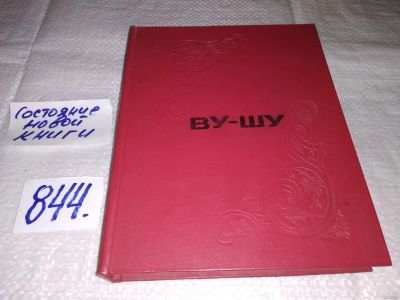 Состояние
новой
книги
844.
ВУ-ШУ